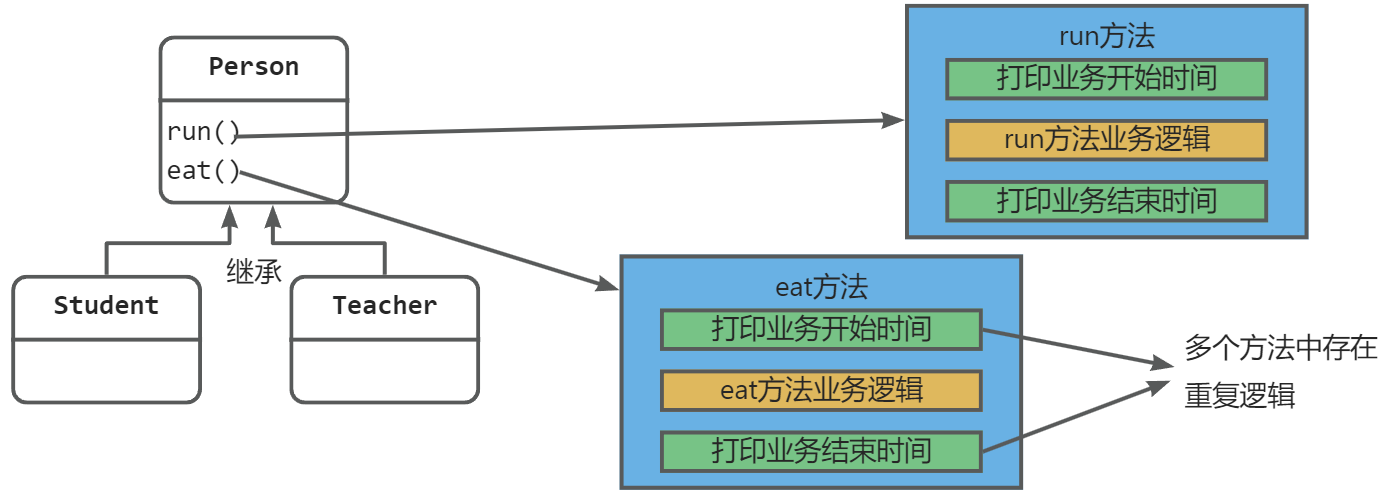 Person
run()
eat()
继承
Student
Teacher
run方法
打印业务开始时间
run方法业务逻辑
打印业务结束时间
eat方法
打印业务开始时间
eat方法业务逻辑
打印业务结束时间
多个方法中存在
重复逻辑